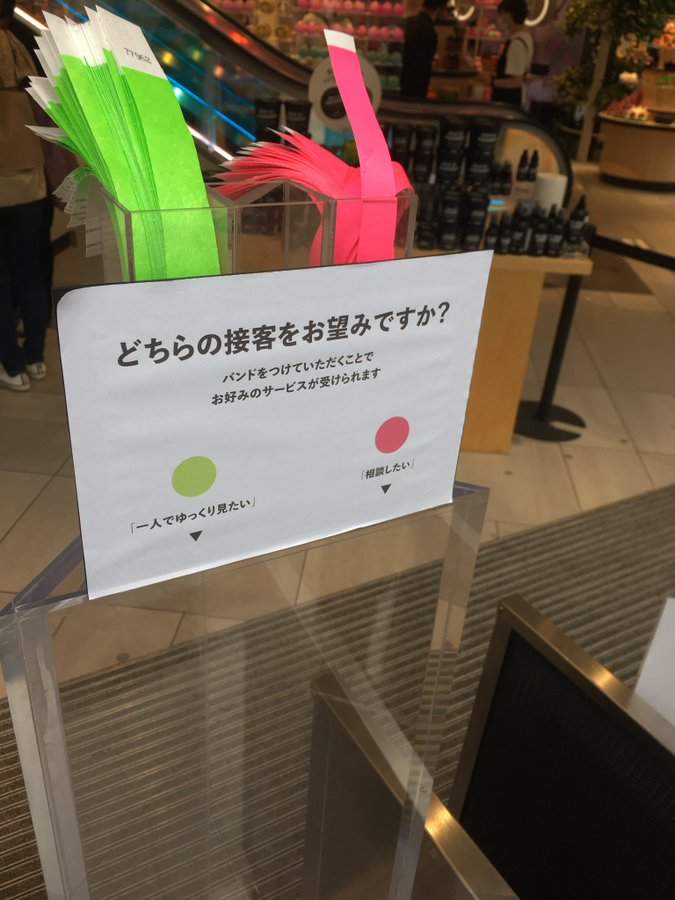 77962
どちらの接客をお望みですか?
バンドをつけていただくことで
お好みのサービスが受けられます
「一人でゆっくり見たい」
▼
「相談したい」
▼